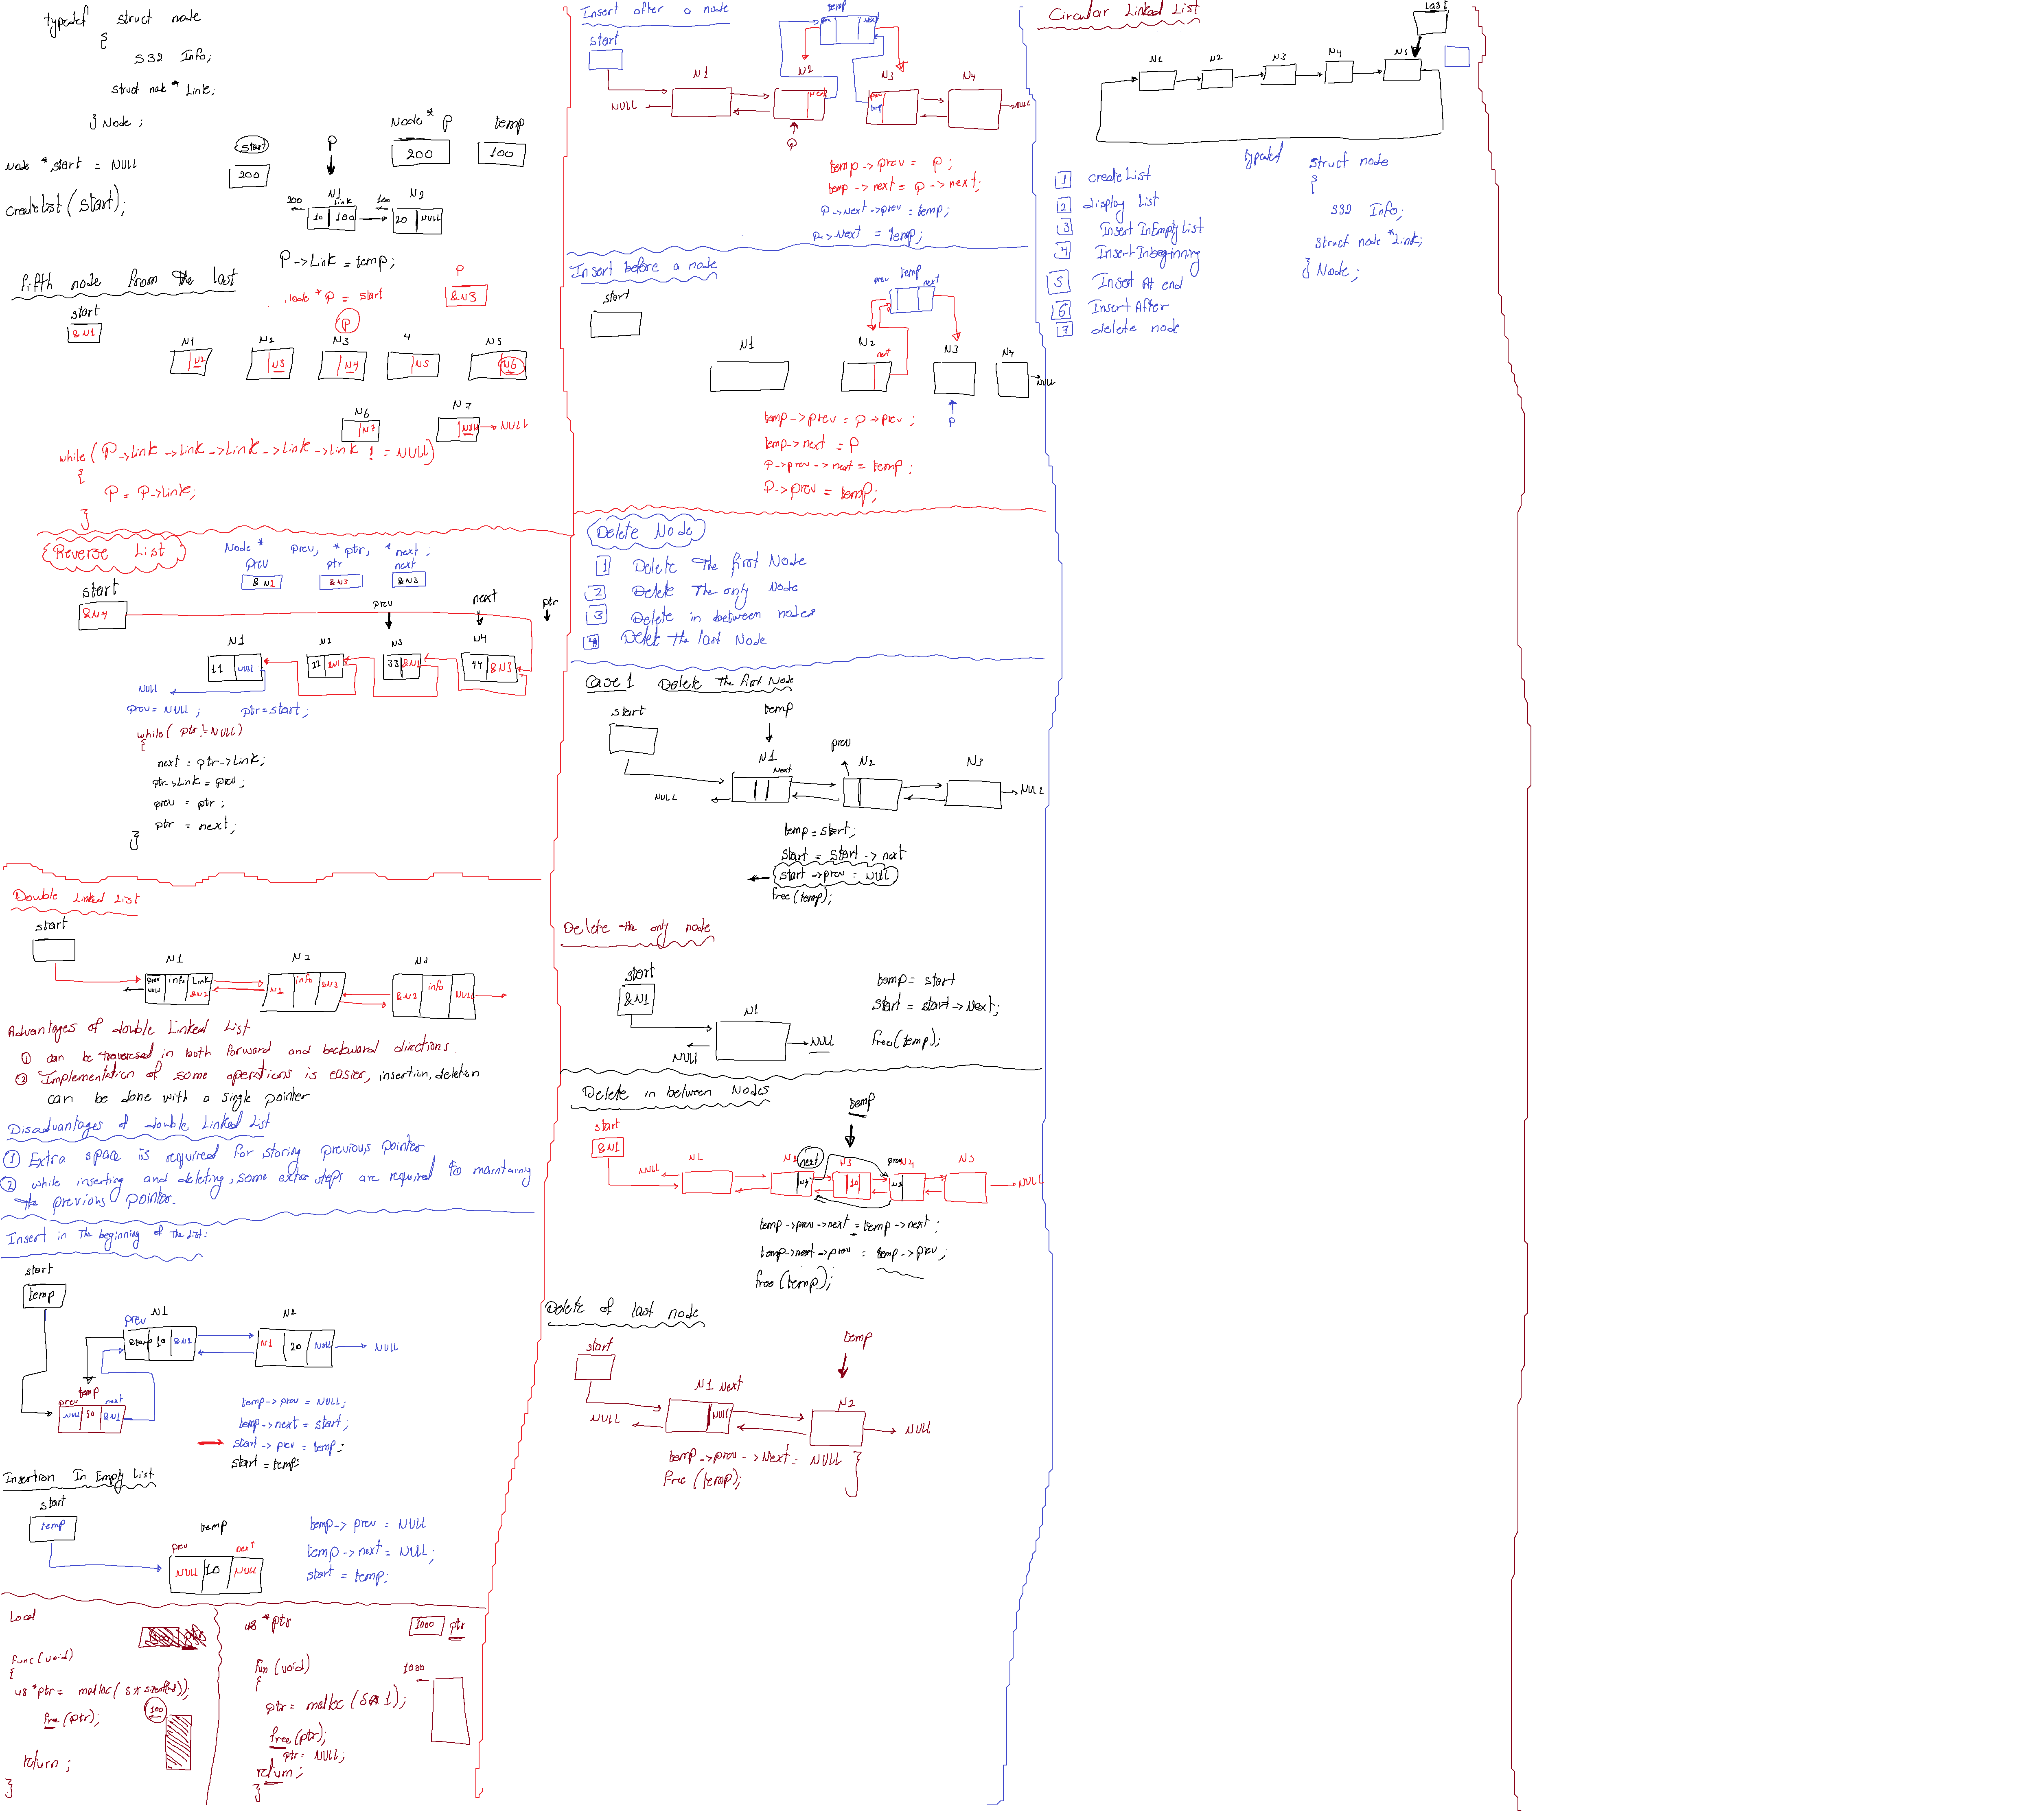 typedef struct node
{
S32 Info;
struct node * Link;
} Node ;
Node * start = NULL
createList ( start );
start
200
P
Node * P
200
temp
100
200
N1
Link
10 100
100
N2
20 NULL
P->Link = temp;
fifth node from the last
start
&N1
Node * P = start
P
&N3
P
N1
N2
N2
N3
N3
N4
4
N5
N5
N6
N6
N7
N7
NULL
NULL
while ( P->Link ->Link ->Link ->Link ->Link != NULL)
{
P = P->Link;
}
Reverse List
Node * prev, * ptr, * next ;
prev
ptr
next
&N2
&N3
&N3
start
&N4
prev
next
ptr
N1
11 NULL
N2
22 &N1
N3
33 &N2
N4
44 &N3
NULL
prev = NULL ; ptr = start ;
while ( ptr != NULL)
{
next = ptr->Link;
ptr->Link = prev ;
prev = ptr ;
ptr = next ;
}
Double Linked List
start
N1
prev info Link
NULL &N2
N2
N1 info &N3
N3
&N2 info NULL
Advantages of double Linked List
① can be traversed in both forward and backward directions.
② Implementation of some operations is easier, insertion, deletion
can be done with a single pointer
Disadvantages of double Linked List
① Extra space is required for storing previous pointer
② while inserting and deleting, some extra steps are required to maintaing
the previous pointer.
Insert in The beginning of The List:
start
temp
prev
N1
&temp 10 &N2
N2
N1 20 NULL
NULL
temp
prev next
NULL 50 &N1
temp->prev = NULL ;
temp->next = start ;
start->prev = temp ;
start = temp;
Insertion In Empty List
start
temp
temp
prev next
NULL 10 NULL
temp-> prev = NULL
temp->next = NULL ;
start = temp ;
Local
func ( void )
{
u8 *ptr = malloc (
free (ptr);
100
return ;
}
u8 *ptr
1000
ptr
fun (void)
{
1000
ptr = malloc (
free (ptr);
ptr = NULL ;
return ;
}
Insert after a node
start
temp
prev next
N1
N2
next
N3
prev
temp
N4
NULL
NULL
P
temp->prev = P ;
temp->next = P->next;
P->Next->prev = temp;
P->Next = temp ;
Insert before a node
start
prev temp
next
N1
N2
next
N3
N4
NULL
P
temp->prev = P->prev ;
temp->next = P
P->prev->next = temp ;
P->prev = temp;
Delete Node
1 Delete The first Node
2 Delete The only Node
3 Delete in between nodes
4 Delete the last Node
Case 1 Delete The first Node
start
temp
N1
Next
prev
N2
N3
NULL
NULL
temp = start ;
start = start->next
start->prev = NULL
free (temp);
Delete the only node
start
&N1
N1
NULL
NULL
temp = start
start = start->Next;
free (temp);
Delete in between Nodes
temp
start
&N1
NULL
N1
N2
next
N4
N3
10
prev
N4
N2
N5
NULL
temp->prev->next = temp->next ;
temp->next->prev = temp->prev ;
free (temp);
Delete of last node
start
temp
N1 Next
NULL
N2
NULL
NULL
temp->prev->Next = NULL
free (temp);
}
Circular Linked List
Last
N1
N2
N3
N4
N5
typedef struct node
{
S32 Info;
struct node *Link;
} Node ;
1 createList
2 display List
3 Insert InEmptyList
4 Insert Inbeginning
5 Insert At end
6 Insert After
7 delete node